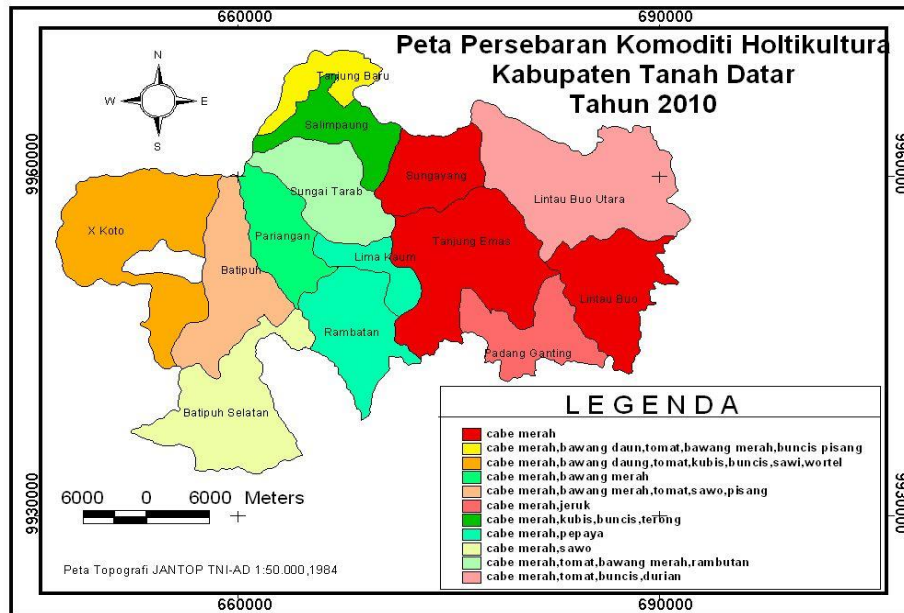 660000
690000
Peta Persebaran Komoditi Holtikultura
Kabupaten Tanah Datar
Tahun 2010
N
W E
S
9960000
9960000
Tanjung Baru
Salimpaung
Sungayang
Sungai Tarab
Lintau Buo Utara
X Koto
Pariangan
Tanjung Emas
Batipuh
Lima Kaum
Lintau Buo
Rambatan
Padang Ganting
Batipuh Selatan
LEGENDA
cabe merah
cabe merah,bawang daun,tomat,bawang merah,buncis pisang
cabe merah,bawang daung,tomat,kubis,buncis,sawi,wortel
cabe merah,bawang merah
cabe merah,bawang merah,tomat,sawo,pisang
cabe merah,jeruk
cabe merah,kubis,buncis,terong
cabe merah,pepaya
cabe merah,sawo
cabe merah,tomat,bawang merah,rambutan
cabe merah,tomat,buncis,durian
6000 0 6000 Meters
9930000
9930000
Peta Topografi JANTOP TNI-AD 1:50.000,1984
660000
690000